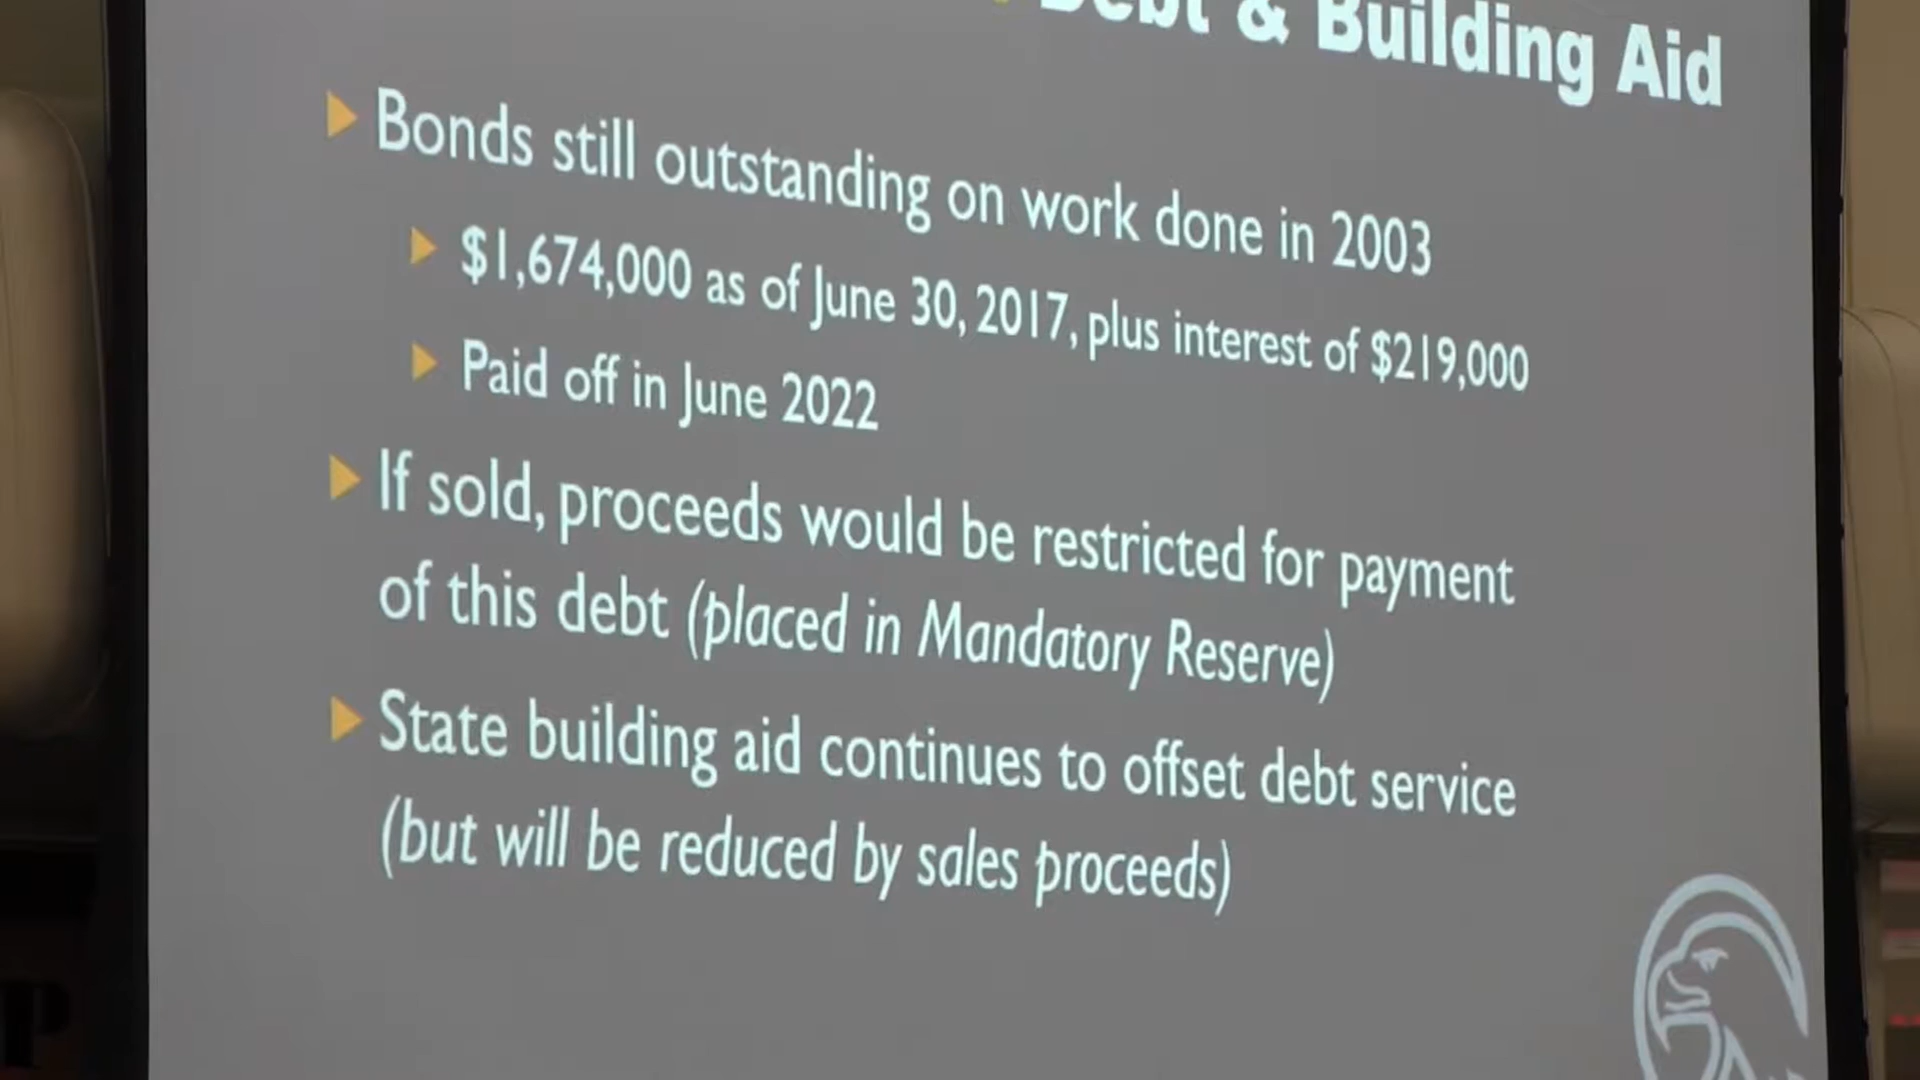 Debt & Building Aid
Bonds still outstanding on work done in 2003
$1,674,000 as of June 30, 2017, plus interest of $219,000
Paid off in June 2022
If sold, proceeds would be restricted for payment
of this debt (placed in Mandatory Reserve)
State building aid continues to offset debt service
(but will be reduced by sales proceeds)
P